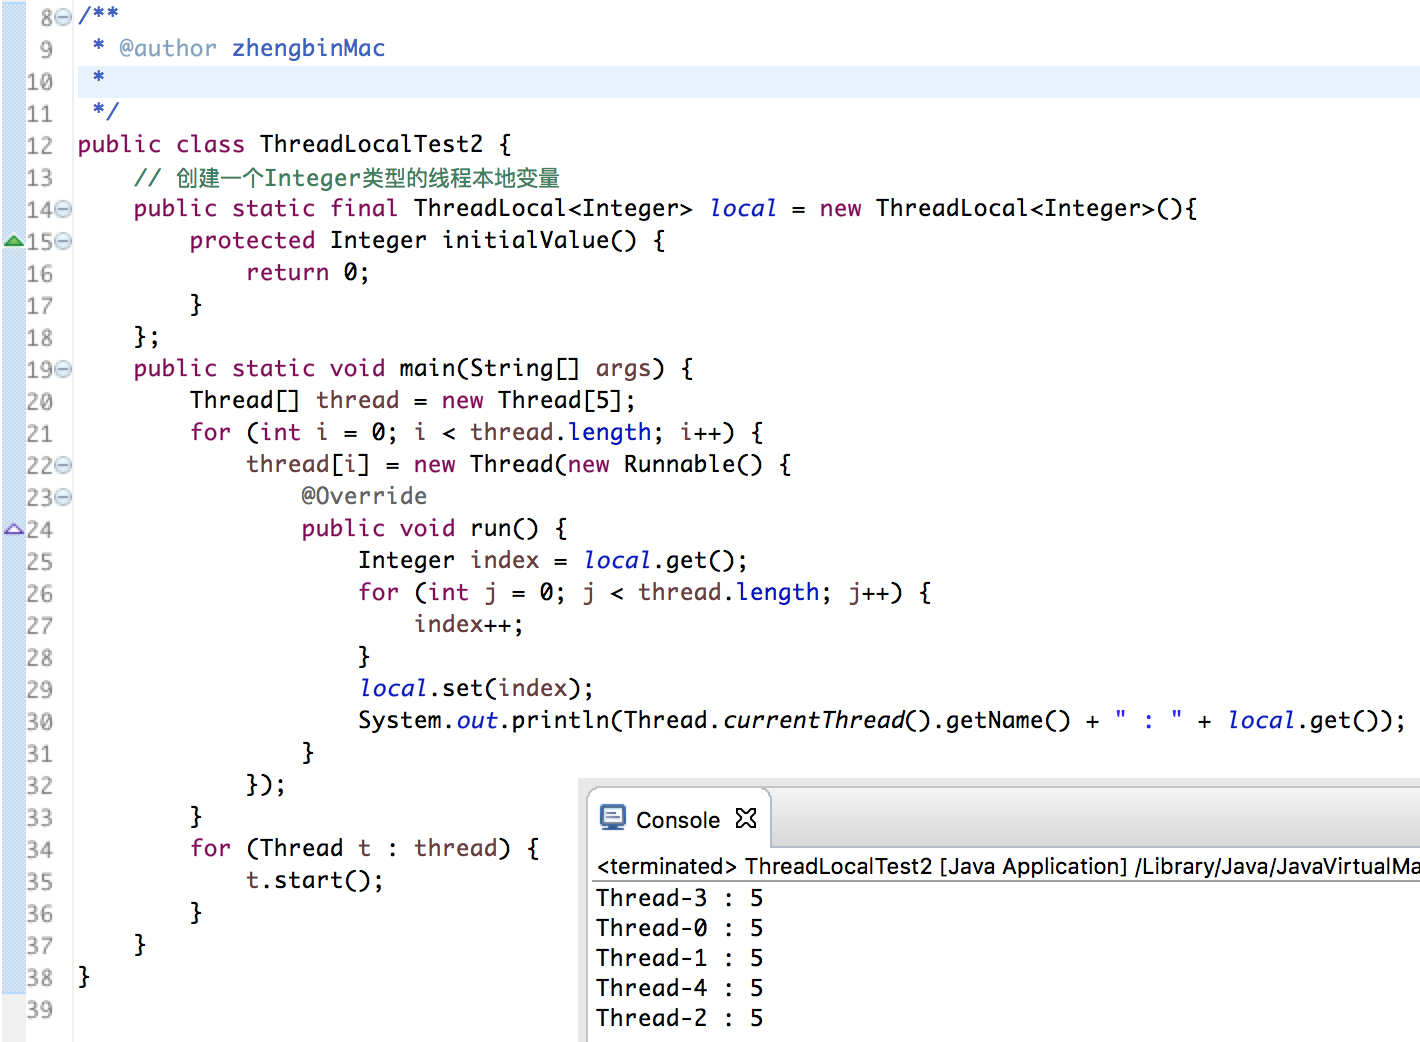 8 /**
9  * @author zhengbinMac
10  *
11  */
12 public class ThreadLocalTest2 {
13     // 创建一个Integer类型的线程本地变量
14     public static final ThreadLocal<Integer> local = new ThreadLocal<Integer>(){
15         protected Integer initialValue() {
16             return 0;
17         }
18     };
19     public static void main(String[] args) {
20         Thread[] thread = new Thread[5];
21         for (int i = 0; i < thread.length; i++) {
22             thread[i] = new Thread(new Runnable() {
23                 @Override
24                 public void run() {
25                     Integer index = local.get();
26                     for (int j = 0; j < thread.length; j++) {
27                         index++;
28                     }
29                     local.set(index);
30                     System.out.println(Thread.currentThread().getName() + " : " + local.get());
31                 }
32             });
33         }
34         for (Thread t : thread) {
35             t.start();
36         }
37     }
38 }
39
Console
<terminated> ThreadLocalTest2 [Java Application] /Library/Java/JavaVirtualMa
Thread-3 : 5
Thread-0 : 5
Thread-1 : 5
Thread-4 : 5
Thread-2 : 5